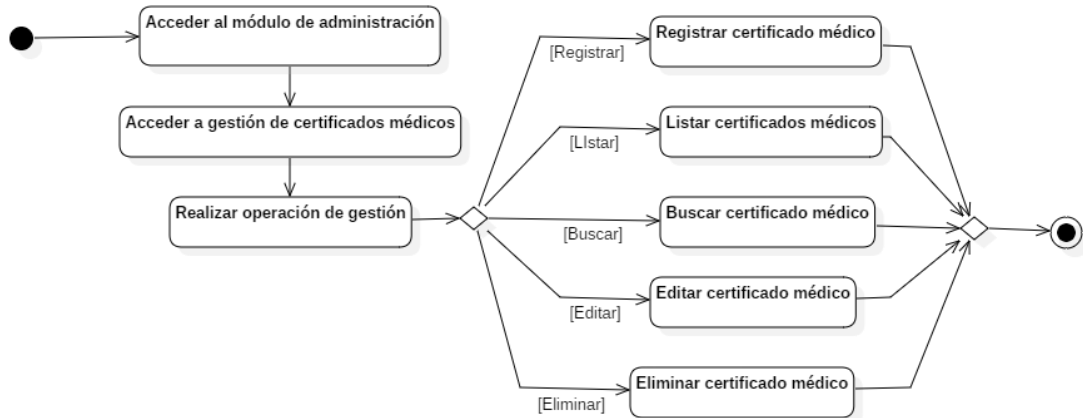 Acceder al módulo de administración
Acceder a gestión de certificados médicos
Realizar operación de gestión
[Registrar]
Registrar certificado médico
[LIstar]
Listar certificados médicos
[Buscar]
Buscar certificado médico
[Editar]
Editar certificado médico
[Eliminar]
Eliminar certificado médico